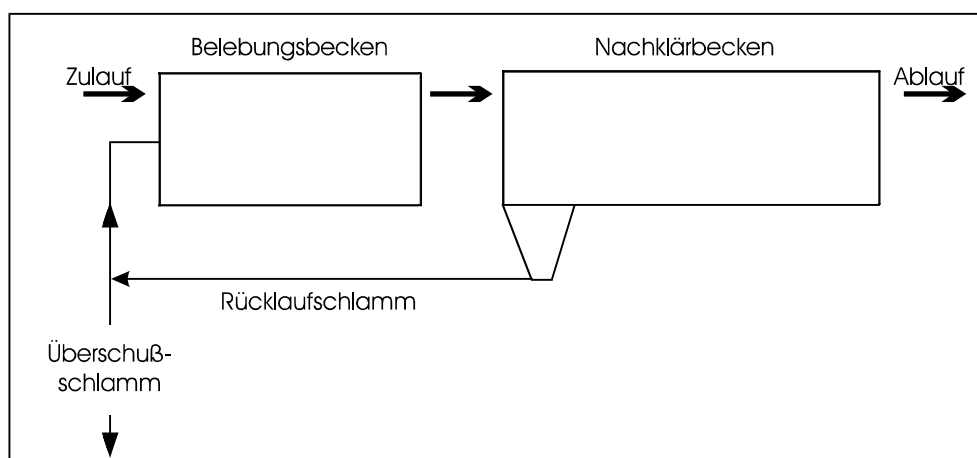 Belebungsbecken
Nachklärbecken
Zulauf
Ablauf
Rücklaufschlamm
Überschuß-
schlamm